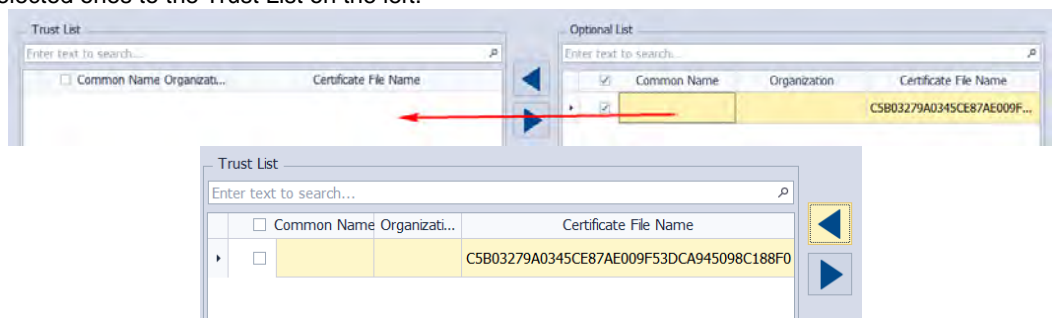 elected ones to the Trust List on the left.
Trust List
Enter text to search...
Common Name Organizati... Certificate File Name
Optional List
Enter text to search...
Common Name Organization Certificate File Name
C5B03279A0345CE87AE009F...
Trust List
Enter text to search...
Common Name Organizati... Certificate File Name
C5B03279A0345CE87AE009F53DCA945098C188F0